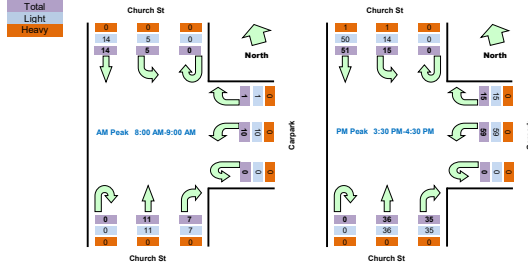 Total
Light
Heavy
Church St
0 0 0
14 5 0
14 5 0
North
1 1 0
10 10 0
0 0 0
AM Peak 8:00 AM-9:00 AM
Carpark
0 11 7
0 11 7
0 0 0
Church St
Church St
1 1 0
50 14 0
51 15 0
North
15 15 0
59 59 0
0 0 0
PM Peak 3:30 PM-4:30 PM
0 36 35
0 36 35
0 0 0
Church St